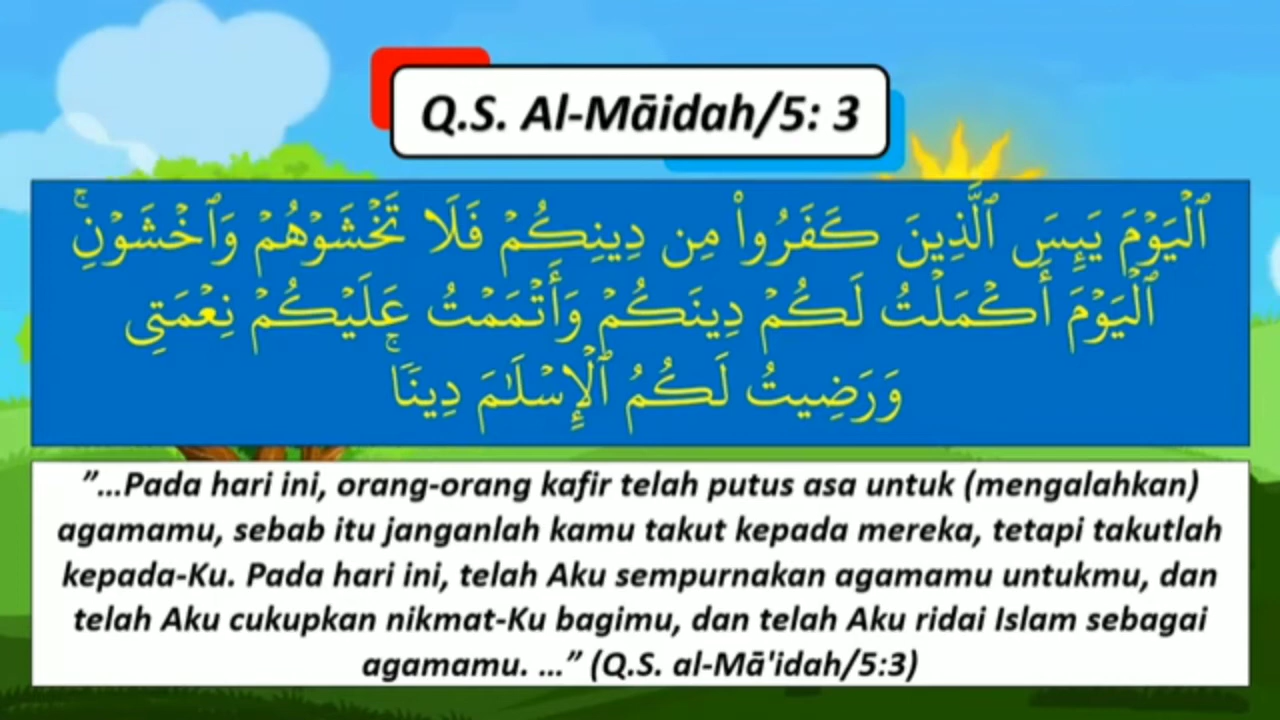 Q.S. Al-Māidah/5: 3
ٱلۡيَوۡمَ يَئِسَ ٱلَّذِينَ كَفَرُواْ مِن دِينِكُمۡ فَلَا تَخۡشَوۡهُمۡ وَٱخۡشَوۡنِۚ
ٱلۡيَوۡمَ أَكۡمَلۡتُ لَكُمۡ دِينَكُمۡ وَأَتۡمَمۡتُ عَلَيۡكُمۡ نِعۡمَتِي
وَرَضِيتُ لَكُمُ ٱلۡإِسۡلَٰمَ دِينٗاۚ
”...Pada hari ini, orang-orang kafir telah putus asa untuk (mengalahkan)
agamamu, sebab itu janganlah kamu takut kepada mereka, tetapi takutlah
kepada-Ku. Pada hari ini, telah Aku sempurnakan agamamu untukmu, dan
telah Aku cukupkan nikmat-Ku bagimu, dan telah Aku ridai Islam sebagai
agamamu. ...” (Q.S. al-Mā'idah/5:3)